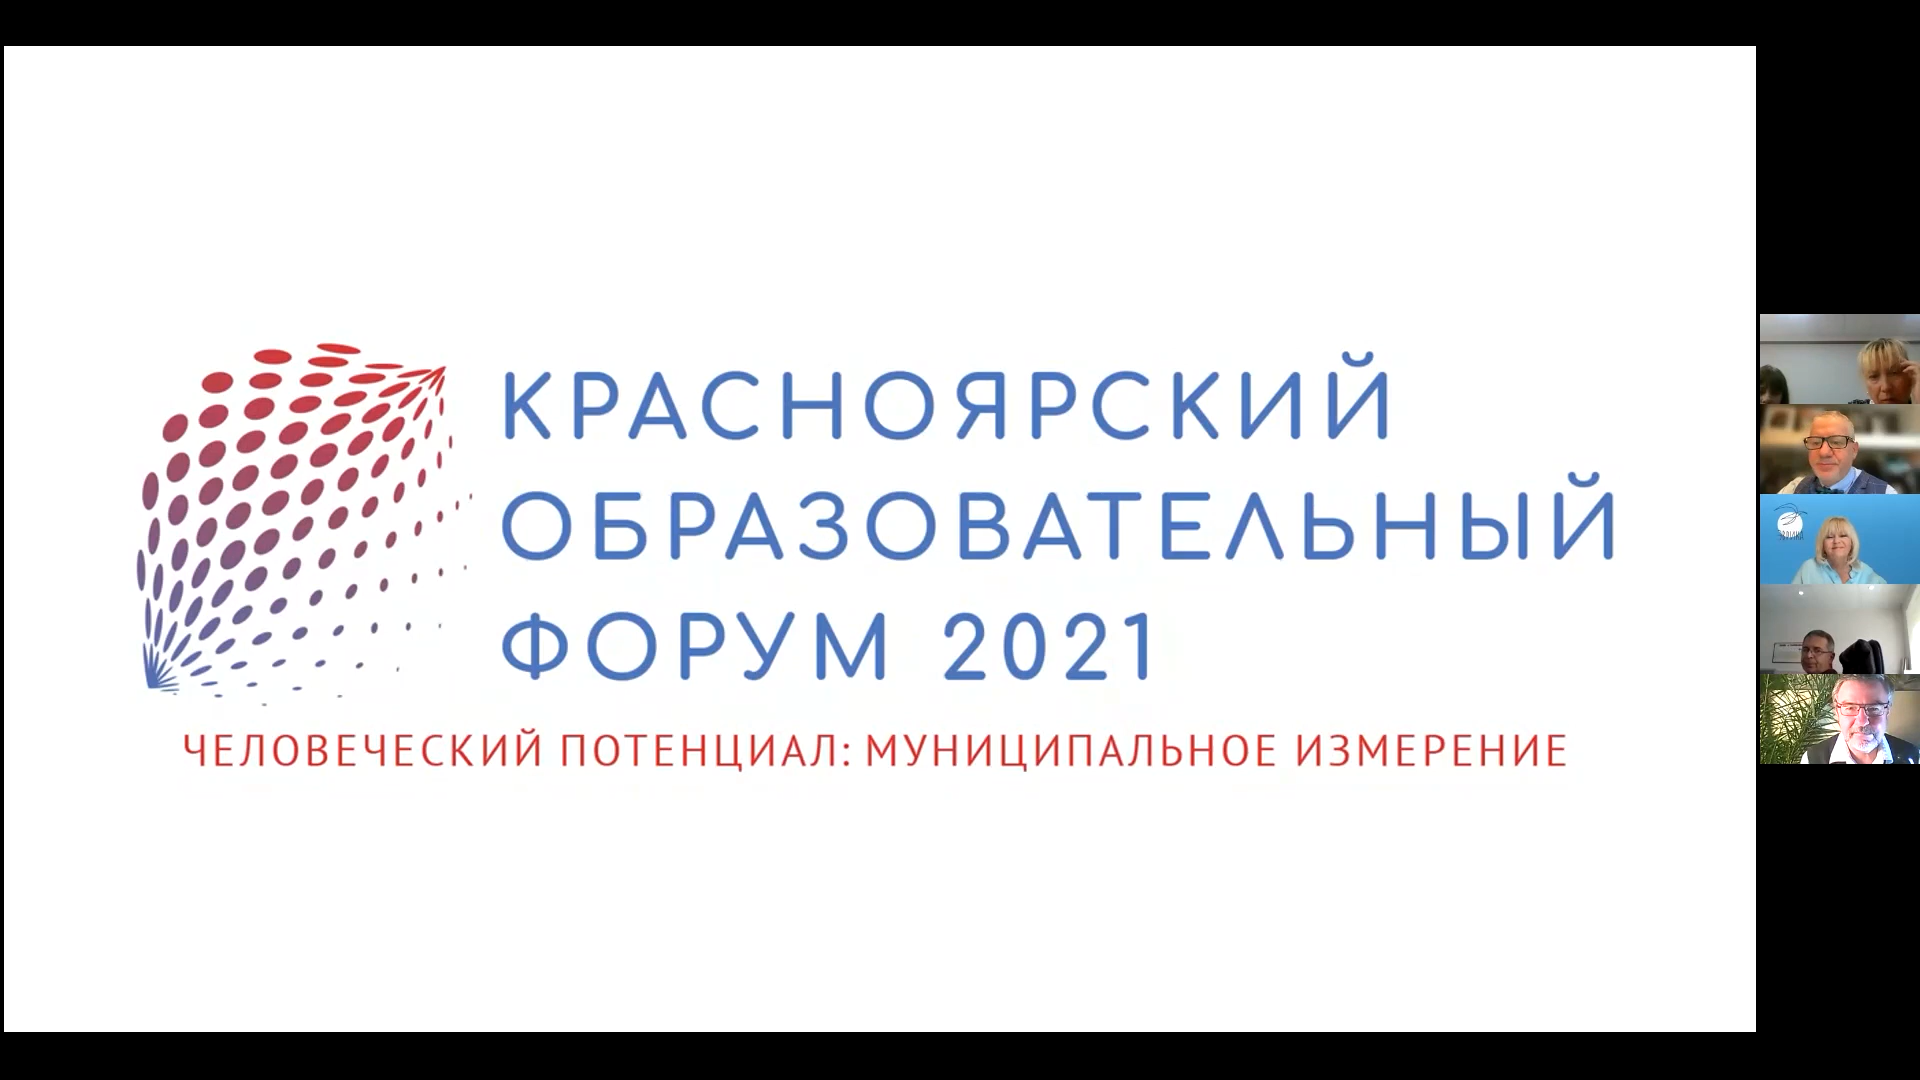 КРАСНОЯРСКИЙ
ОБРАЗОВАТЕЛЬНЫЙ
ФОРУМ 2021
ЧЕЛОВЕЧЕСКИЙ ПОТЕНЦИАЛ: МУНИЦИПАЛЬНОЕ ИЗМЕРЕНИЕ